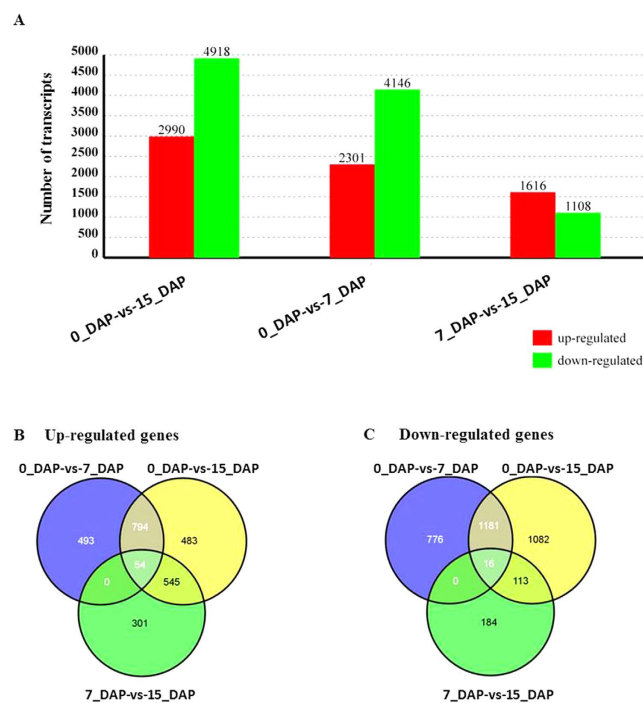 A
Number of transcripts
5000
4500
4000
3500
3000
2500
2000
1500
1000
500
0
2990
4918
2301
4146
1616
1108
0_DAP-vs-15_DAP
0_DAP-vs-7_DAP
7_DAP-vs-15_DAP
up-regulated
down-regulated
B Up-regulated genes
0_DAP-vs-7_DAP 0_DAP-vs-15_DAP
794
493
483
54
0
545
301
7_DAP-vs-15_DAP
C Down-regulated genes
0_DAP-vs-7_DAP 0_DAP-vs-15_DAP
1181
776
1082
16
0
113
184
7_DAP-vs-15_DAP